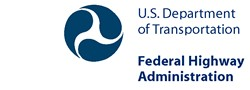 U.S. Department
of Transportation
Federal Highway
Administration